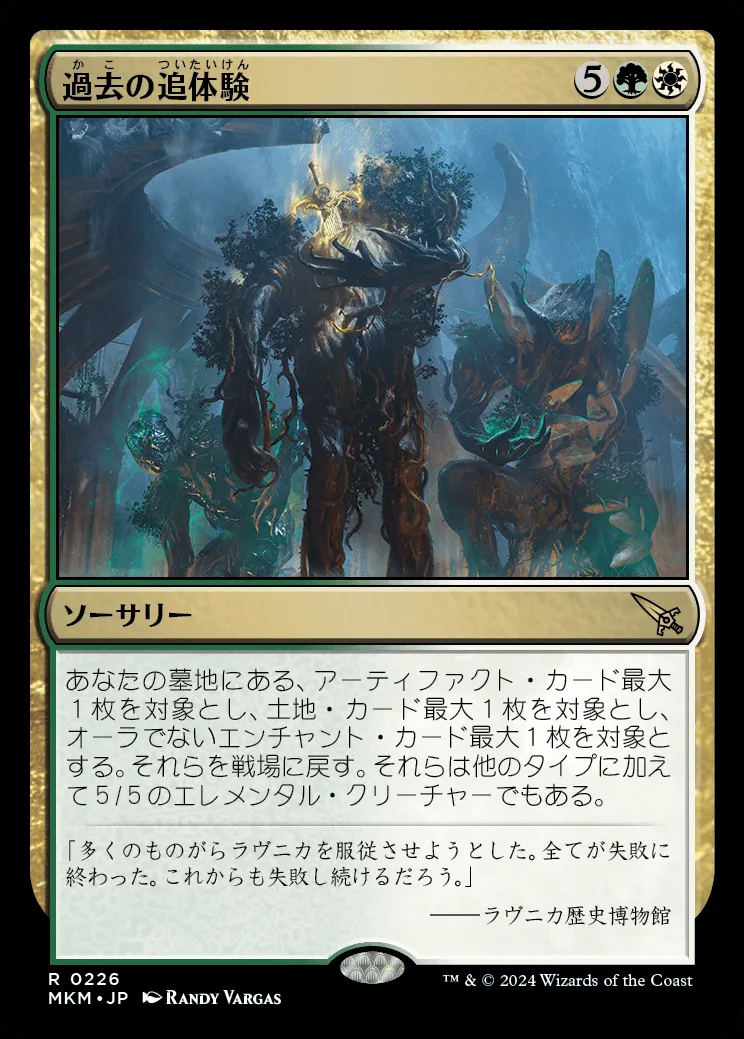 かこ ついたいけん
過去の追体験 5
ソーサリー
あなたの墓地にある、アーティファクト・カード最大
１枚を対象とし、土地・カード最大１枚を対象とし、
オーラでないエンチャント・カード最大１枚を対象と
する。それらを戦場に戻す。それらは他のタイプに加え
て５/５のエレメンタル・クリーチャーでもある。
「多くのものがラヴニカを服従させようとした。全てが失敗に
終わった。これからも失敗し続けるだろう。」
――ラヴニカ歴史博物館
R 0226
MKM • JP RANDY VARGAS
™ & © 2024 Wizards of the Coast